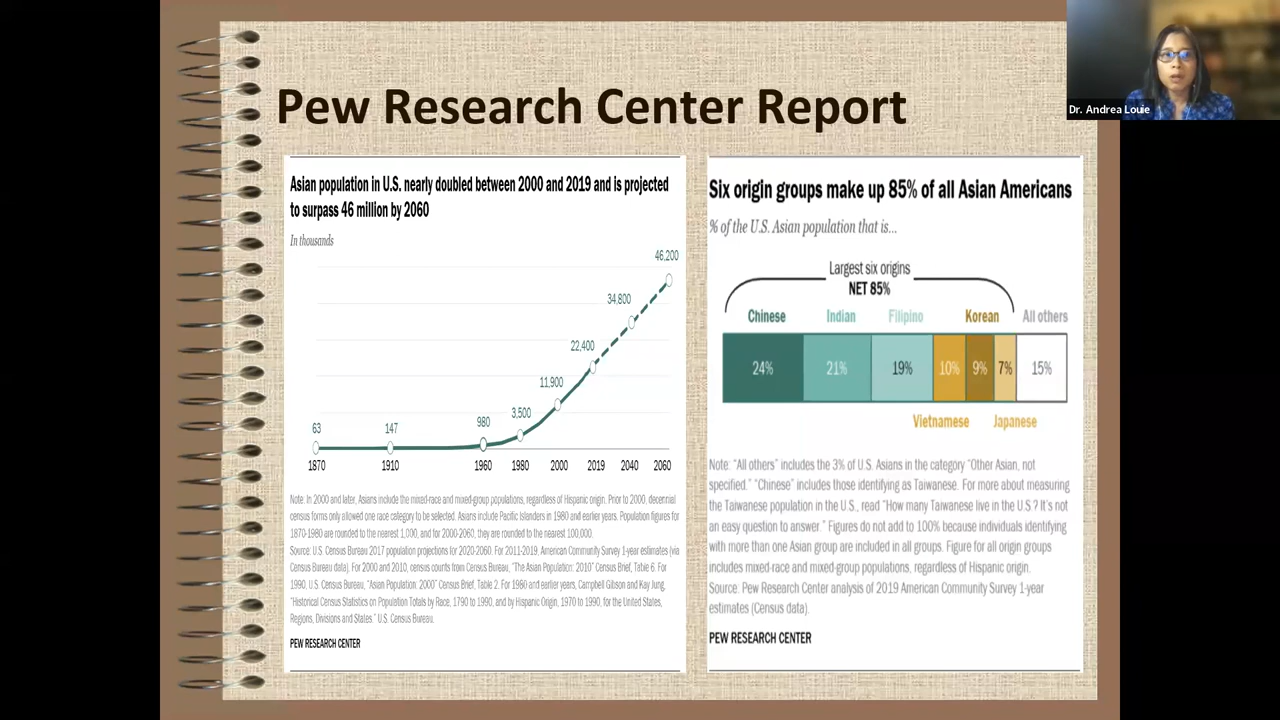 Dr. Andrea Louie
Pew Research Center Report
Asian population in U.S. nearly doubled between 2000 and 2019 and is projected
to surpass 46 million by 2060
In thousands
46,200
34,800
22,400
11,900
3,500
980
147
63
1870 1910 1960 1980 2000 2019 2040 2060
Note. In 2000 and later, Asians include the mixed-race and mixed-group populations, regardless of Hispanic origin. Prior to 2000, decennial
census forms only allowed one race category to be selected. Asians include Pacific Islanders in 1980 and earlier years. Population figures for
1870-1980 are rounded to the nearest 1,000, and for 2000-2060, they are rounded to the nearest 100,000.
Source: U.S. Census Bureau 2017 population projections for 2020-2060. For 2011-2019, American Community Survey 1-year estimates (via
Census Bureau data). For 2000 and 2010, census counts from Census Bureau, "The Asian Population: 2010" Census Brief, Table 6. For
1990, U.S. Census Bureau, "Asian Population: 2000" Census Brief, Table 2. For 1980 and earlier years, Campbell Gibson and Kay Jung,
"Historical Census Statistics on Population Totals by Race, 1790 to 1990, and by Hispanic Origin, 1970 to 1990, for the United States,
Regions, Divisions and States." U.S. Census Bureau.
PEW RESEARCH CENTER
Six origin groups make up 85% of all Asian Americans
% of the U.S. Asian population that is...
Largest six origins
NET 85%
Chinese Indian Filipino Korean All others
24% 21% 19% 10% 9% 7% 15%
Vietnamese Japanese
Note: "All others" includes the 3% of U.S. Asians in the category "Other Asian, not
specified." "Chinese" includes those identifying as Taiwanese. For more about measuring
the Taiwanese population in the U.S., read "How many Taiwanese live in the U.S.? It's not
an easy question to answer." Figures do not add to 100% because individuals identifying
with more than one Asian group are included in all groups. Figure for all origin groups
includes mixed-race and mixed-group populations, regardless of Hispanic origin.
Source: Pew Research Center analysis of 2019 American Community Survey 1-year
estimates (Census data).
PEW RESEARCH CENTER